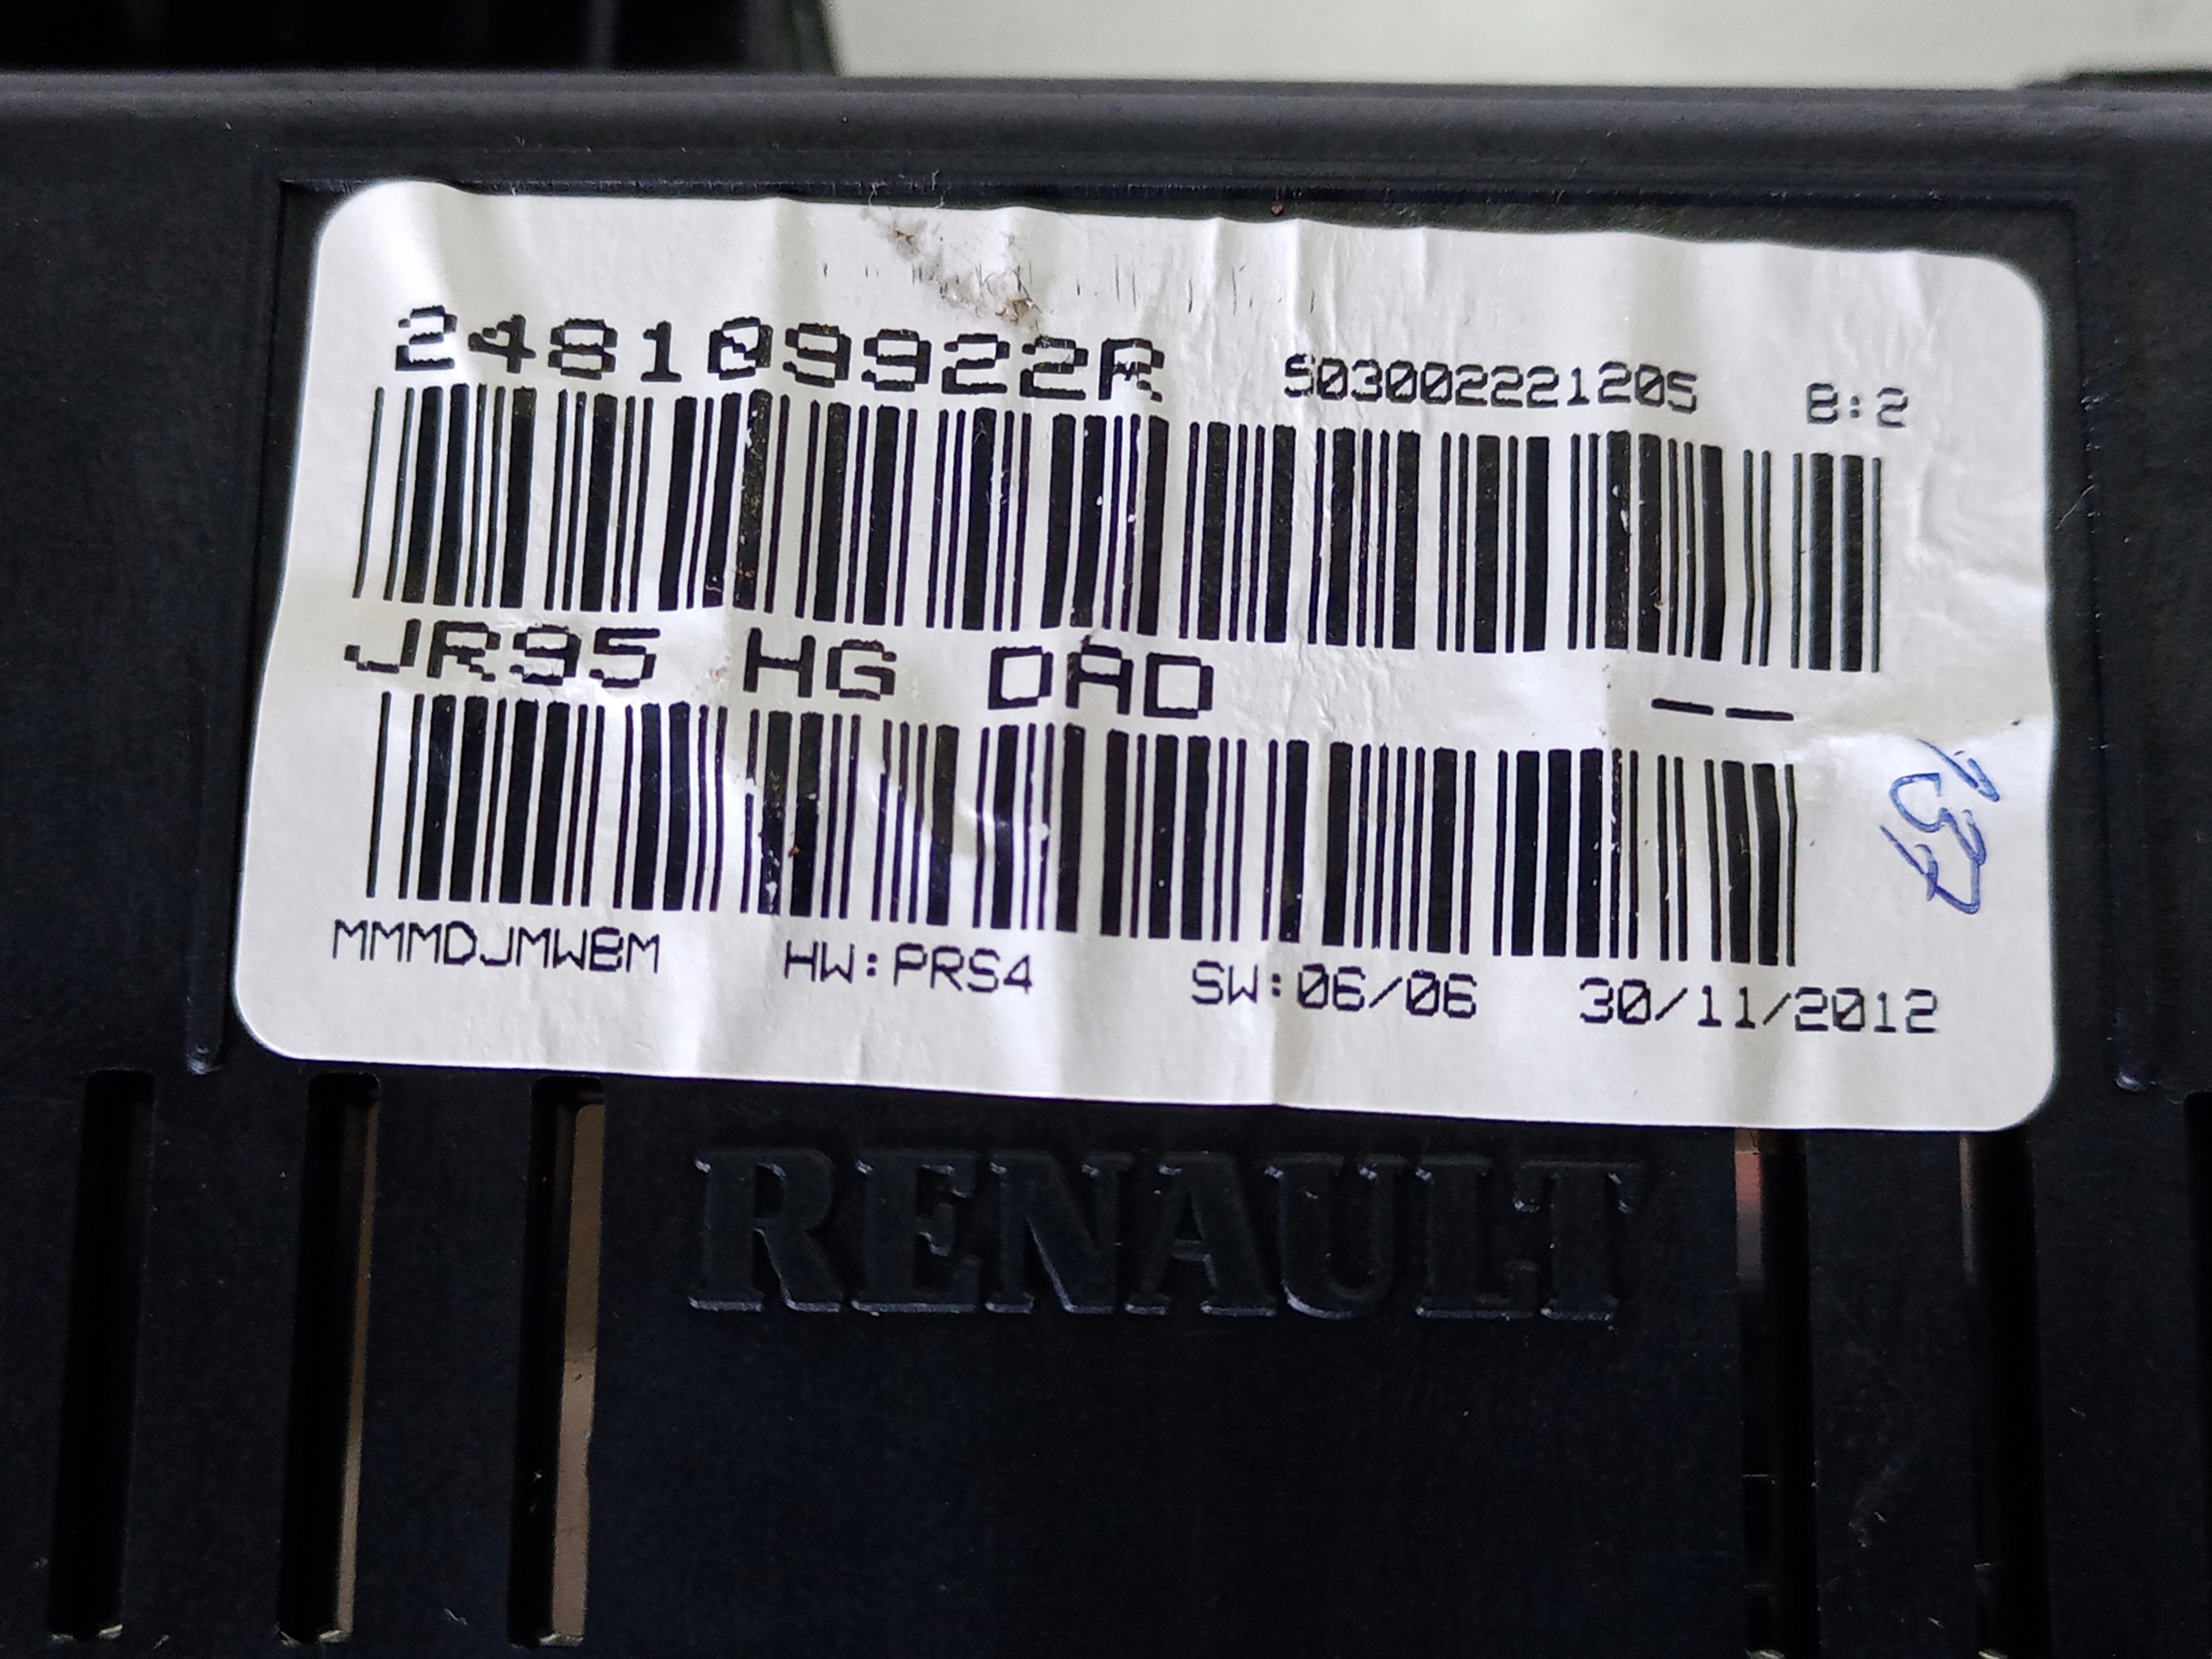 248109922R S03002221205 B:2
JR95 HG DAD --
MMMDJMWBM HW:PRS4 SW:06/06 30/11/2012
RENAULT